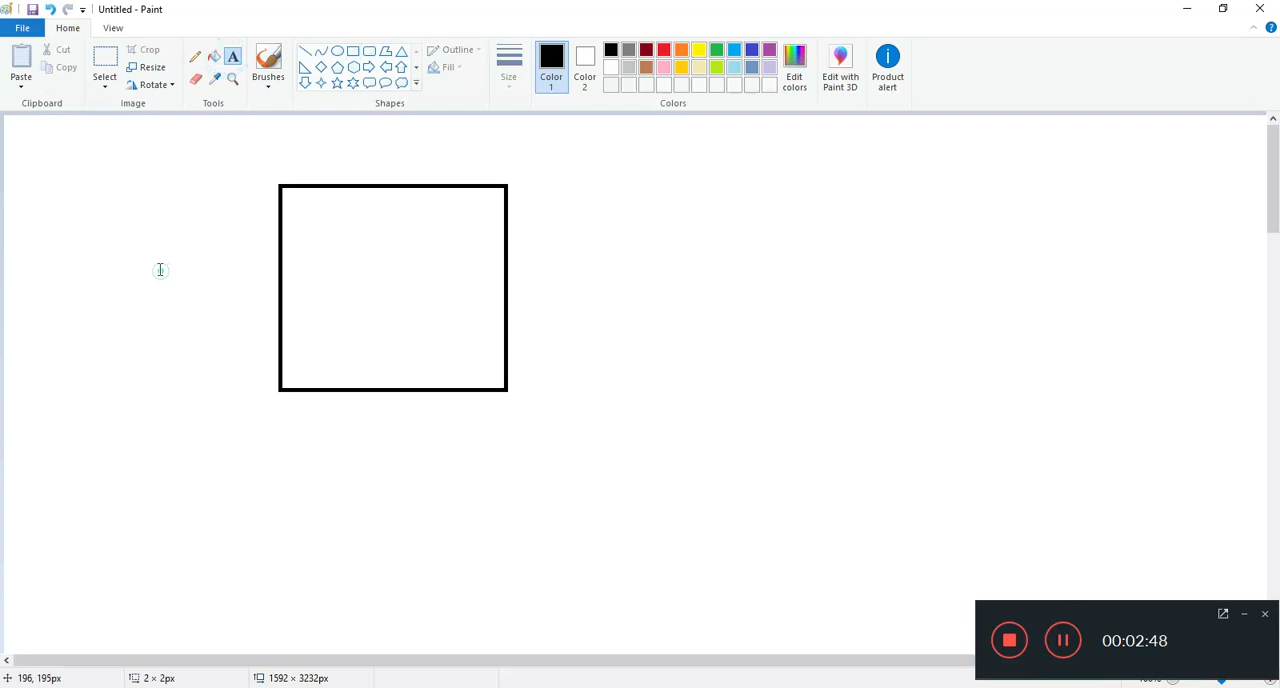 Untitled - Paint
File Home View
Paste
Cut
Copy
Clipboard
Select
Crop
Resize
Rotate
Image
Tools
Brushes
Shapes
Outline
Fill
Size
Color 1
Color 2
Colors
Edit colors
Edit with Paint 3D
Product alert
00:02:48
196, 195px
2 × 2px
1592 × 3232px